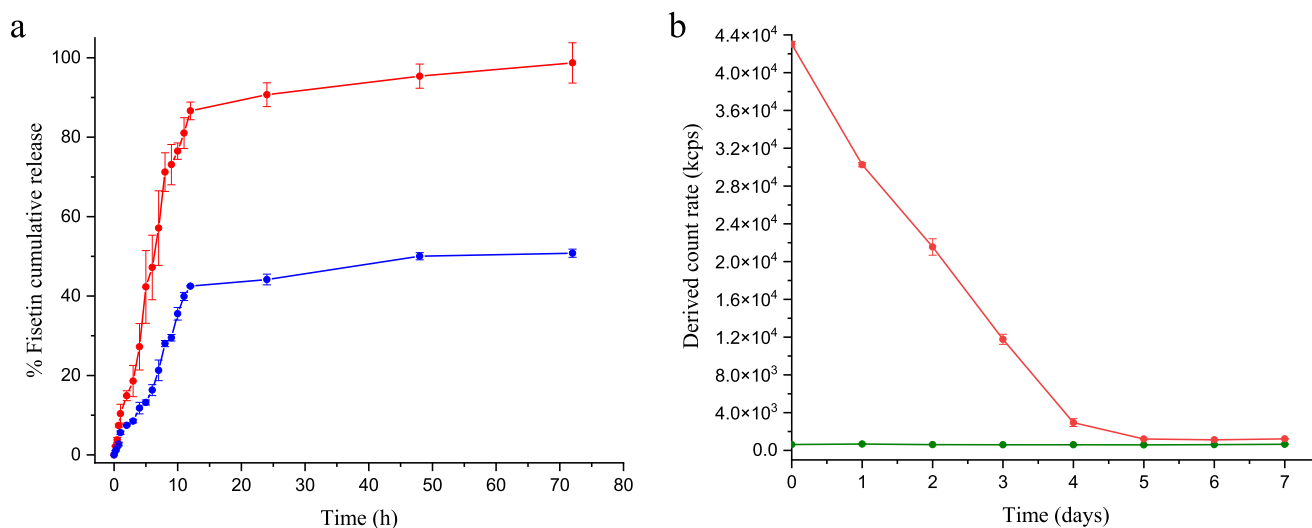 a
% Fisetin cumulative release
100
80
60
40
20
0
0 10 20 30 40 50 60 70 80
Time (h)
b
Derived count rate (kcps)
4.4×10⁴
4.0×10⁴
3.6×10⁴
3.2×10⁴
2.8×10⁴
2.4×10⁴
2.0×10⁴
1.6×10⁴
1.2×10⁴
8.0×10³
4.0×10³
0.0
0 1 2 3 4 5 6 7
Time (days)